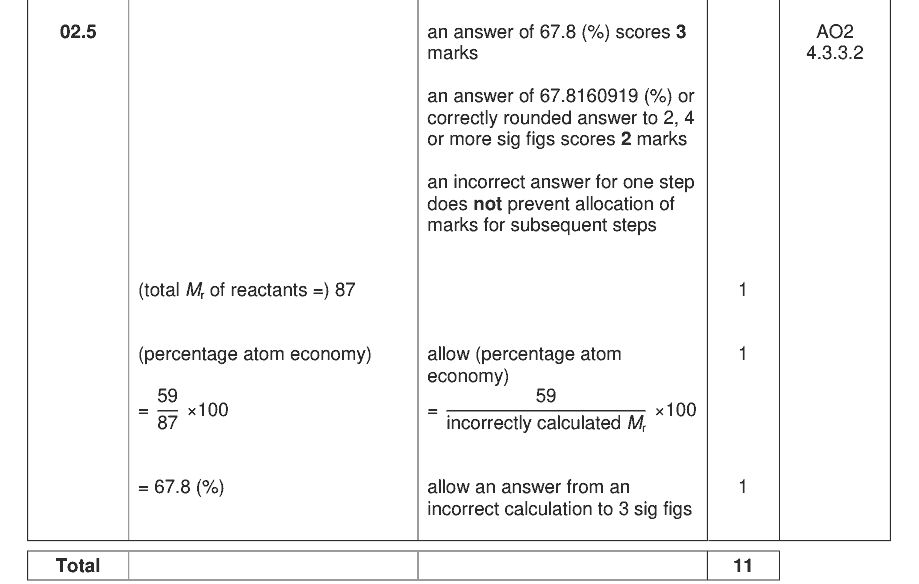 02.5
an answer of 67.8 (%) scores 3
marks
AO2
4.3.3.2
an answer of 67.8160919 (%) or
correctly rounded answer to 2, 4
or more sig figs scores 2 marks
an incorrect answer for one step
does not prevent allocation of
marks for subsequent steps
(total Mr of reactants =) 87
1
(percentage atom economy)
= 59/87 ×100
allow (percentage atom
economy)
= 59/incorrectly calculated Mr ×100
1
= 67.8 (%)
allow an answer from an
incorrect calculation to 3 sig figs
1
Total
11